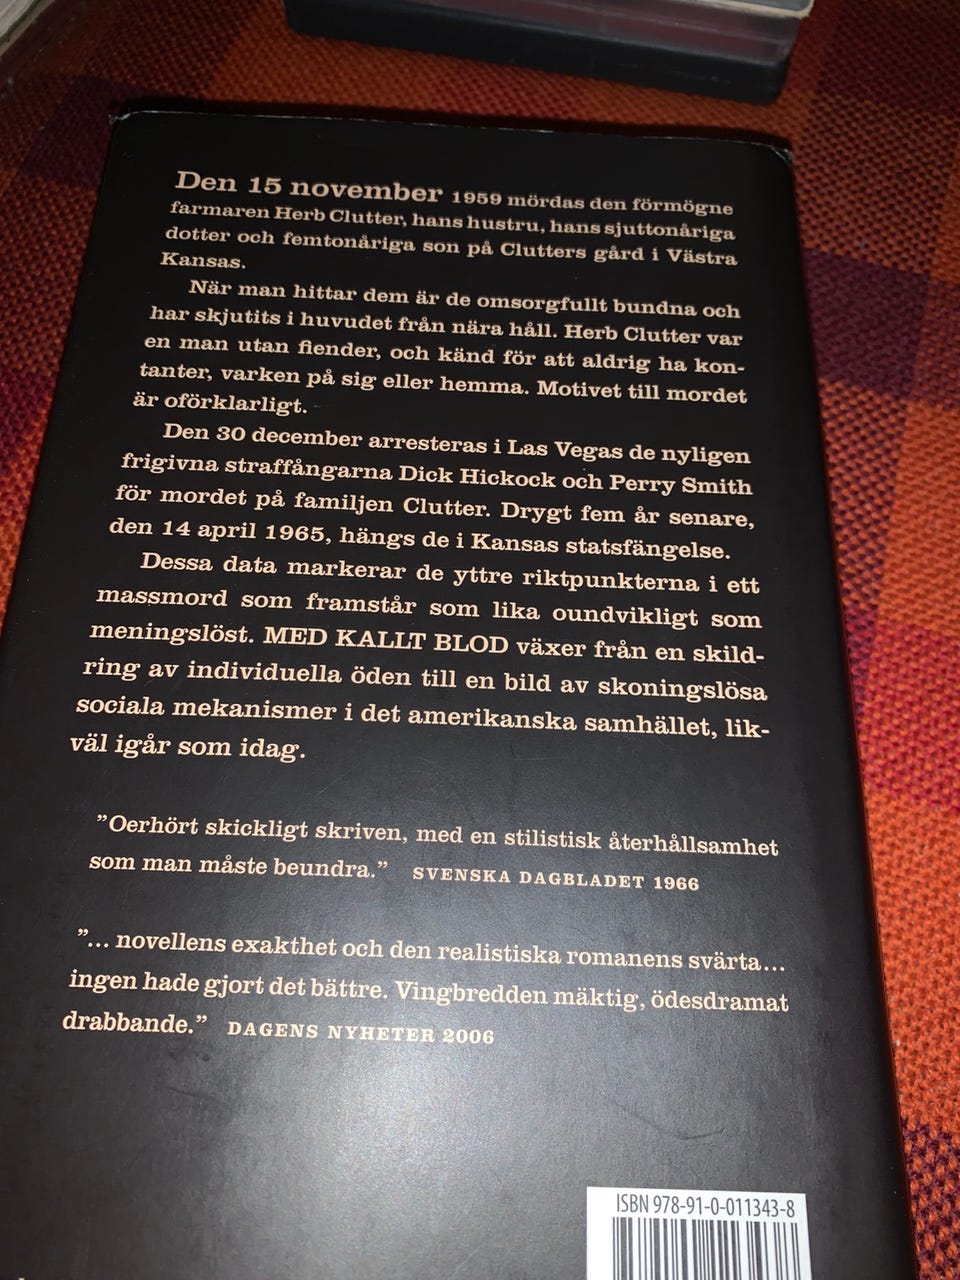 Den 15 november 1959 mördas den förmögne
farmaren Herb Clutter, hans hustru, hans sjuttonåriga
dotter och femtonåriga son på Clutters gård i Västra
Kansas.
När man hittar dem är de omsorgfullt bundna och
har skjutits i huvudet från nära håll. Herb Clutter var
en man utan fiender, och känd för att aldrig ha kon-
tanter, varken på sig eller hemma. Motivet till mordet
är oförklarligt.
Den 30 december arresteras i Las Vegas de nyligen
frigivna straffångarna Dick Hickock och Perry Smith
för mordet på familjen Clutter. Drygt fem år senare,
den 14 april 1965, hängs de i Kansas statsfängelse.
Dessa data markerar de yttre riktpunkterna i ett
massmord som framstår som lika oundvikligt som
meningslöst. MED KALLT BLOD växer från en skild-
ring av individuella öden till en bild av skoningslösa
sociala mekanismer i det amerikanska samhället, lik-
väl igår som idag.
”Oerhört skickligt skriven, med en stilistisk återhållsamhet
som man måste beundra.” SVENSKA DAGBLADET 1966
”... novellens exakthet och den realistiska romanens svärta...
ingen hade gjort det bättre. Vingbredden mäktig, ödesdramat
drabbande.” DAGENS NYHETER 2006
ISBN 978-91-0-011343-8